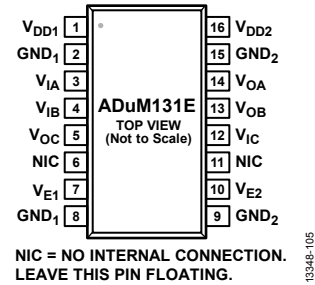 VDD1 1 16 VDD2
GND1 2 15 GND2
VIA 3 14 VOA
VIB 4 ADuM131E 13 VOB
TOP VIEW
(Not to Scale)
VOC 5 12 VIC
NIC 6 11 NIC
VE1 7 10 VE2
GND1 8 9 GND2
NIC = NO INTERNAL CONNECTION.
LEAVE THIS PIN FLOATING.
13348-105